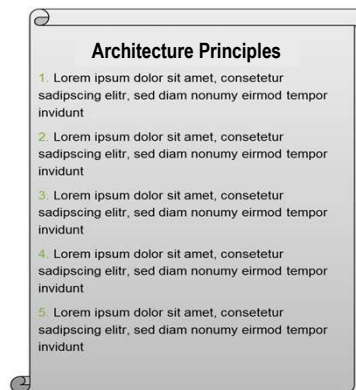 Architecture Principles
1. Lorem ipsum dolor sit amet, consetetur
sadipscing elitr, sed diam nonumy eirmod tempor
invidunt
2. Lorem ipsum dolor sit amet, consetetur
sadipscing elitr, sed diam nonumy eirmod tempor
invidunt
3. Lorem ipsum dolor sit amet, consetetur
sadipscing elitr, sed diam nonumy eirmod tempor
invidunt
4. Lorem ipsum dolor sit amet, consetetur
sadipscing elitr, sed diam nonumy eirmod tempor
invidunt
5. Lorem ipsum dolor sit amet, consetetur
sadipscing elitr, sed diam nonumy eirmod tempor
invidunt